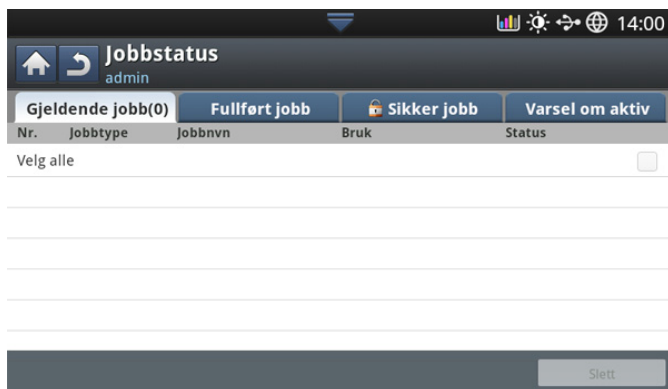 14:00
Jobbstatus
admin
Gjeldende jobb(0) Fullført jobb Sikker jobb Varsel om aktiv
Nr. Jobbtype Jobbnvn Bruk Status
Velg alle
Slett